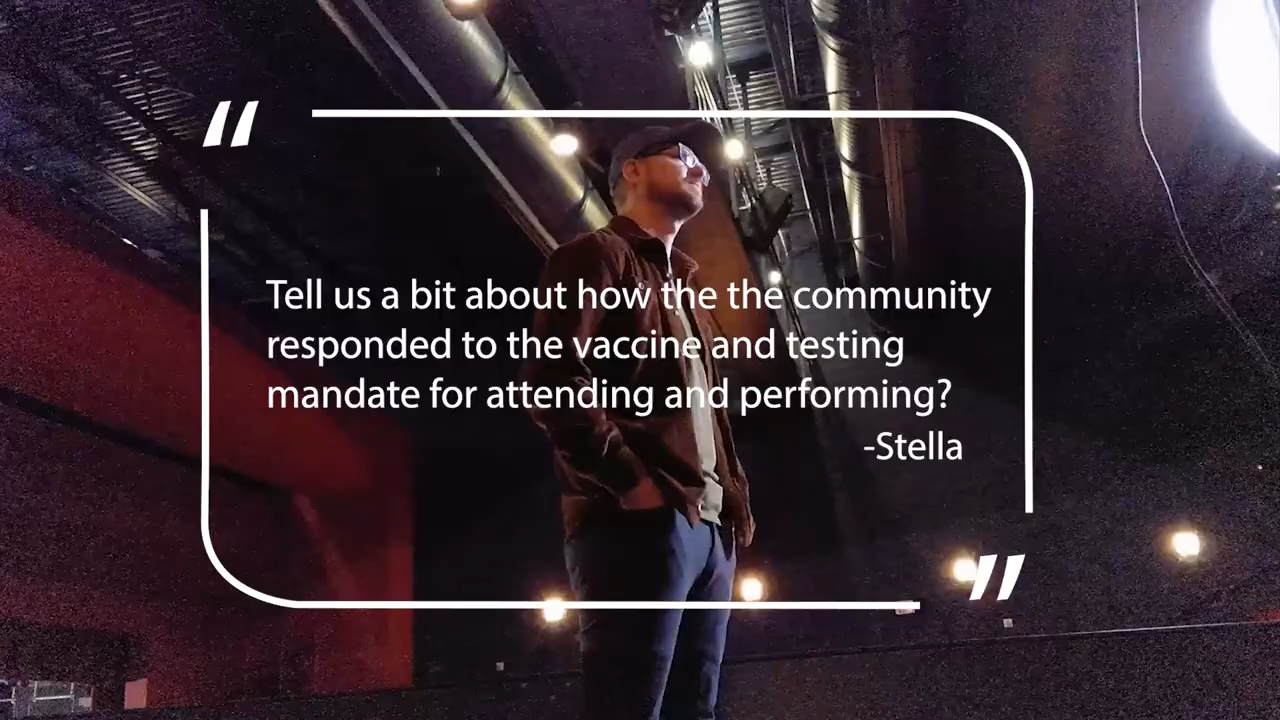 Tell us a bit about how the the community
responded to the vaccine and testing
mandate for attending and performing?
-Stella